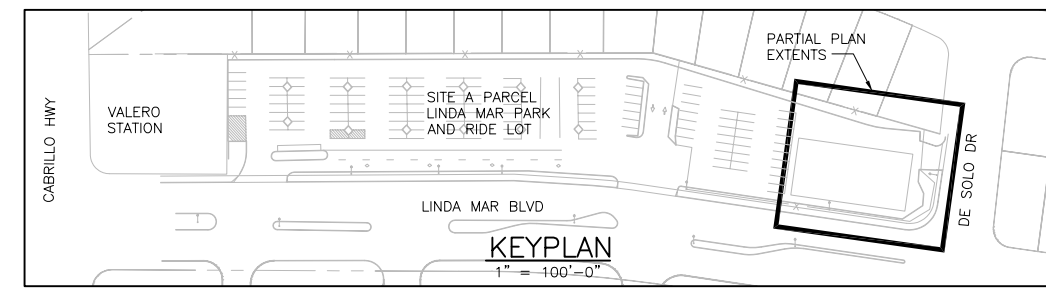 PARTIAL PLAN
EXTENTS
VALERO
STATION
SITE A PARCEL
LINDA MAR PARK
AND RIDE LOT
CABRILLO HWY
DE SOLO DR
LINDA MAR BLVD
KEYPLAN
1" = 100'-0"